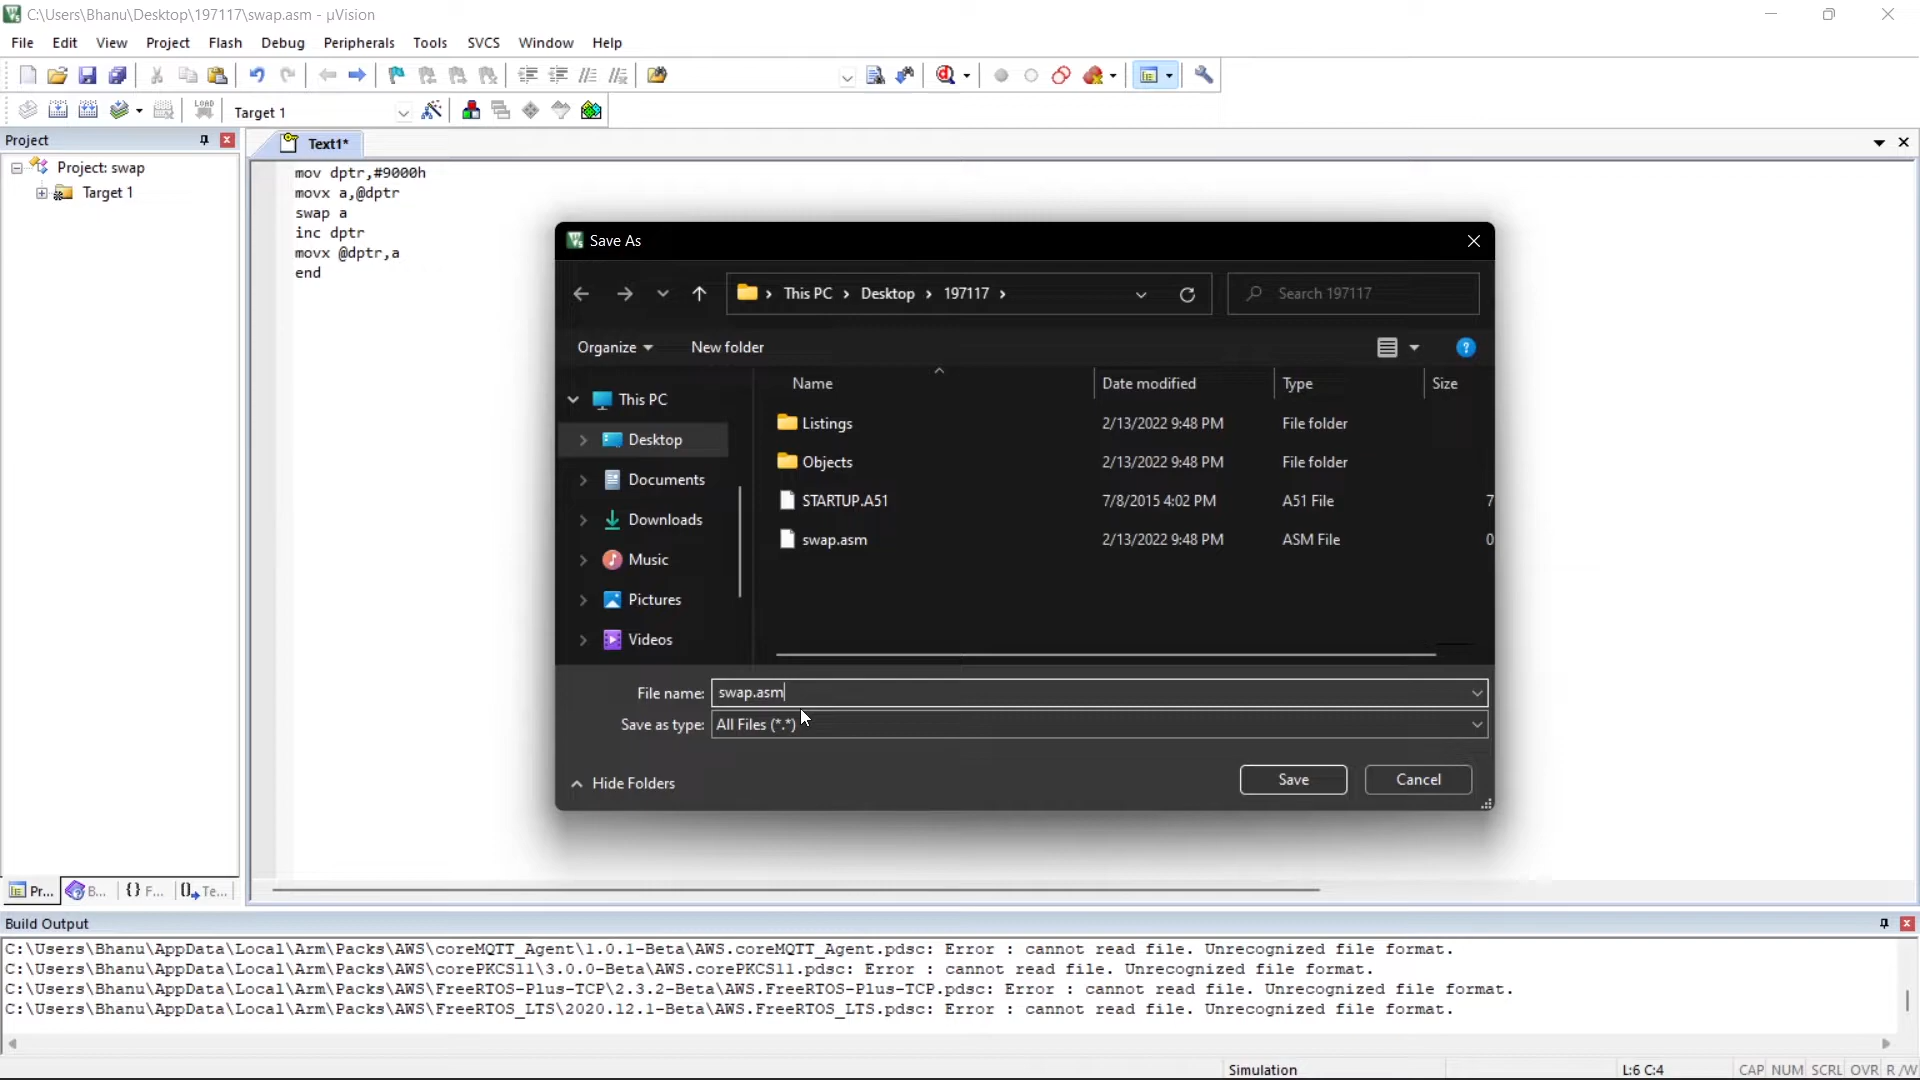 C:\Users\Bhanu\Desktop\197117\swap.asm - µVision
File Edit View Project Flash Debug Peripherals Tools SVCS Window Help
LOAD
Target 1
Project
Text1*
Project: swap
Target 1
mov dptr,#9000h
movx a,@dptr
swap a
inc dptr
movx @dptr,a
end
Save As
This PC > Desktop > 197117 >
Search 197117
Organize New folder
Name Date modified Type Size
This PC
Desktop
Documents
Downloads
Music
Pictures
Videos
Listings 2/13/2022 9:48 PM File folder
Objects 2/13/2022 9:48 PM File folder
STARTUP.A51 7/8/2015 4:02 PM A51 File 7
swap.asm 2/13/2022 9:48 PM ASM File 0
File name: swap.asm
Save as type: All Files (*.*)
Hide Folders
Save Cancel
Pr... B... {} F... Te...
Build Output
C:\Users\Bhanu\AppData\Local\Arm\Packs\AWS\coreMQTT_Agent\1.0.1-Beta\AWS.coreMQTT_Agent.pdsc: Error : cannot read file. Unrecognized file format.
C:\Users\Bhanu\AppData\Local\Arm\Packs\AWS\corePKCS11\3.0.0-Beta\AWS.corePKCS11.pdsc: Error : cannot read file. Unrecognized file format.
C:\Users\Bhanu\AppData\Local\Arm\Packs\AWS\FreeRTOS-Plus-TCP\2.3.2-Beta\AWS.FreeRTOS-Plus-TCP.pdsc: Error : cannot read file. Unrecognized file format.
C:\Users\Bhanu\AppData\Local\Arm\Packs\AWS\FreeRTOS_LTS\2020.12.1-Beta\AWS.FreeRTOS_LTS.pdsc: Error : cannot read file. Unrecognized file format.
Simulation L:6 C:4 CAP NUM SCRL OVR R/W